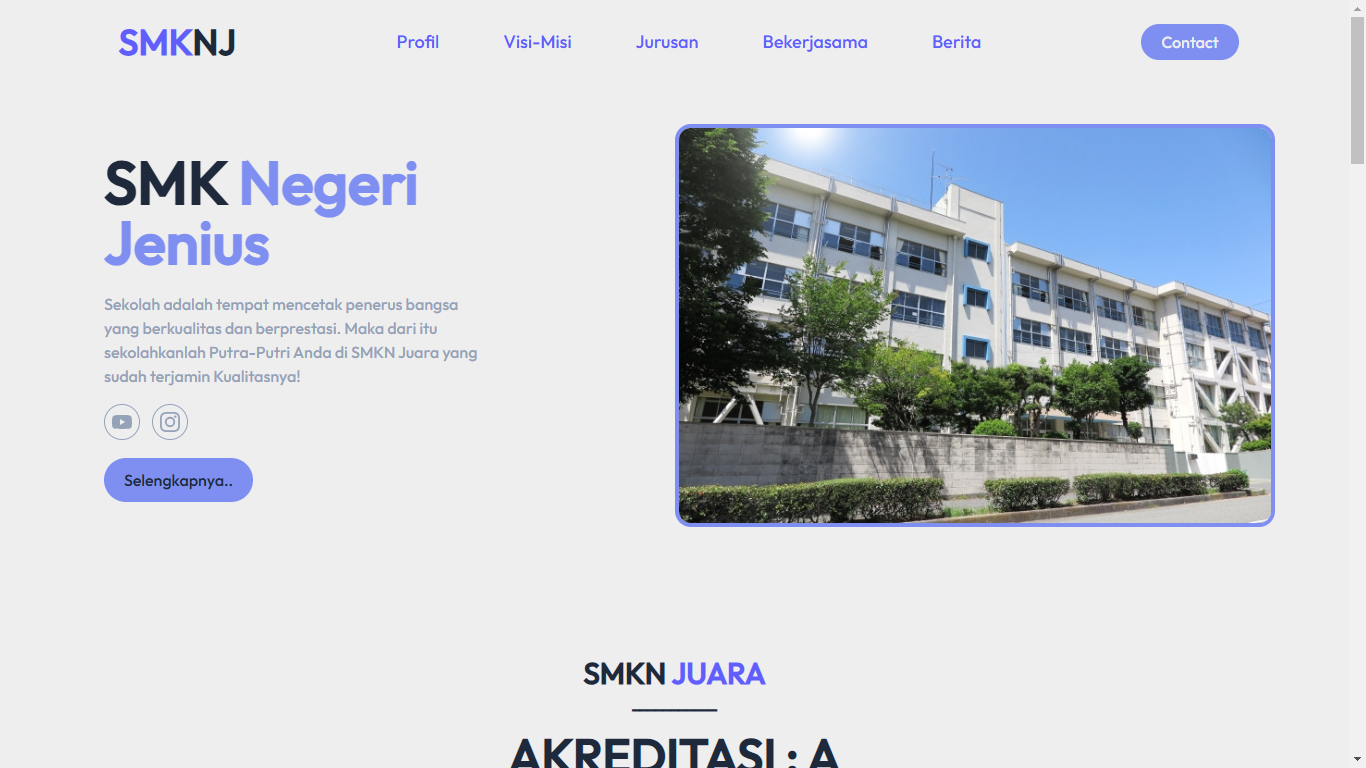 SMKNJ
Profil
Visi-Misi
Jurusan
Bekerjasama
Berita
Contact
SMK Negeri
Jenius
Sekolah adalah tempat mencetak penerus bangsa
yang berkualitas dan berprestasi. Maka dari itu
sekolahkanlah Putra-Putri Anda di SMKN Juara yang
sudah terjamin Kualitasnya!
Selengkapnya..
SMKN JUARA
AKREDITASI : A